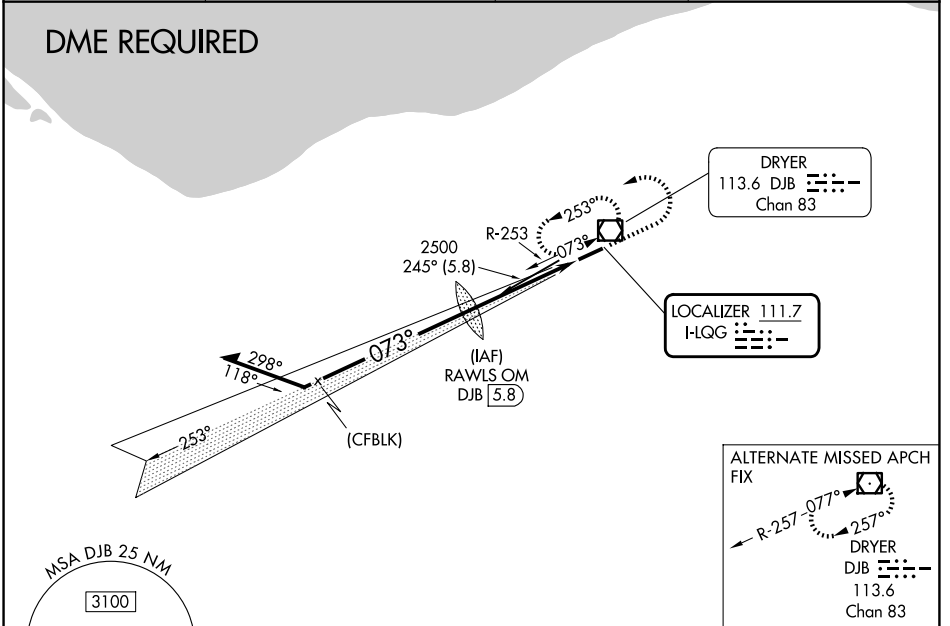 DME REQUIRED
DRYER
113.6 DJB
Chan 83
253°
R-253
073°
2500
245° (5.8)
LOCALIZER 111.7
I-LQG
073°
(IAF)
RAWLS OM
DJB 5.8
298°
118°
(CFBLK)
253°
ALTERNATE MISSED APCH
FIX
R-257
077°
257°
DRYER
DJB
113.6
Chan 83
MSA DJB 25 NM
3100